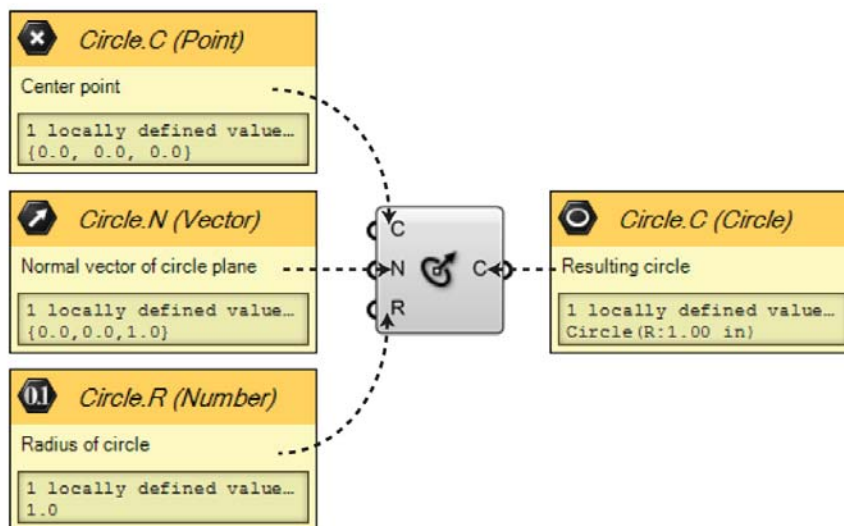 Circle.C (Point)
Center point
1 locally defined value…
{0.0, 0.0, 0.0}
Circle.N (Vector)
Normal vector of circle plane
1 locally defined value…
{0.0,0.0,1.0}
0.1 Circle.R (Number)
Radius of circle
1 locally defined value…
1.0
C
N
R
C
Circle.C (Circle)
Resulting circle
1 locally defined value…
Circle(R:1.00 in)